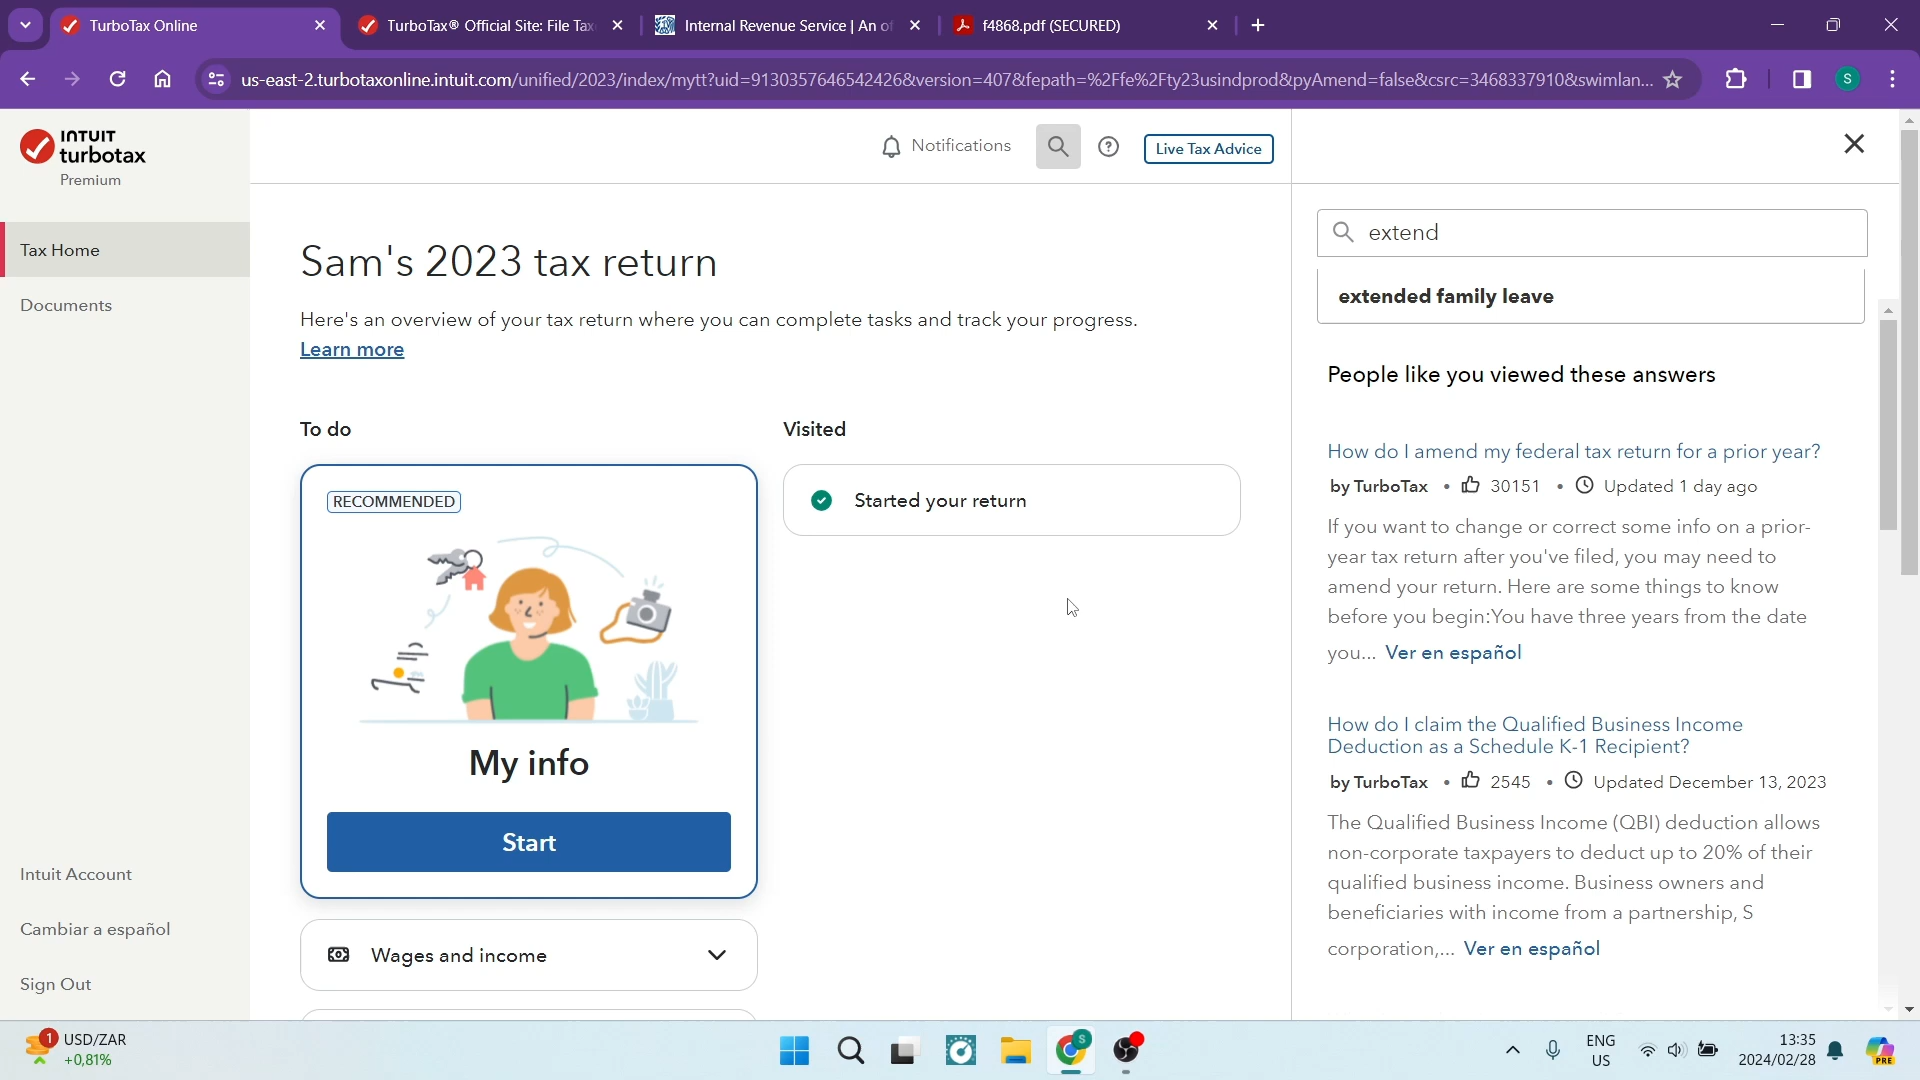 TurboTax Online
TurboTax® Official Site: File Tax
Internal Revenue Service | An of
f4868.pdf (SECURED)
us-east-2.turbotaxonline.intuit.com/unified/2023/index/mytt?uid=9130357646542426&version=407&fepath=%2Ffe%2Fty23usindprod&pyAmend=false&csrc=3468337910&swimlan...
S
INTUIT
turbotax
Premium
Notifications
Live Tax Advice
Tax Home
Documents
Sam's 2023 tax return
Here's an overview of your tax return where you can complete tasks and track your progress.
Learn more
To do
Visited
RECOMMENDED
Started your return
My info
Start
Wages and income
Intuit Account
Cambiar a español
Sign Out
extend
extended family leave
People like you viewed these answers
How do I amend my federal tax return for a prior year?
by TurboTax • 30151 • Updated 1 day ago
If you want to change or correct some info on a prior-
year tax return after you've filed, you may need to
amend your return. Here are some things to know
before you begin:You have three years from the date
you... Ver en español
How do I claim the Qualified Business Income
Deduction as a Schedule K-1 Recipient?
by TurboTax • 2545 • Updated December 13, 2023
The Qualified Business Income (QBI) deduction allows
non-corporate taxpayers to deduct up to 20% of their
qualified business income. Business owners and
beneficiaries with income from a partnership, S
corporation,... Ver en español
1
USD/ZAR
+0,81%
S
ENG
US
13:35
2024/02/28
PRE